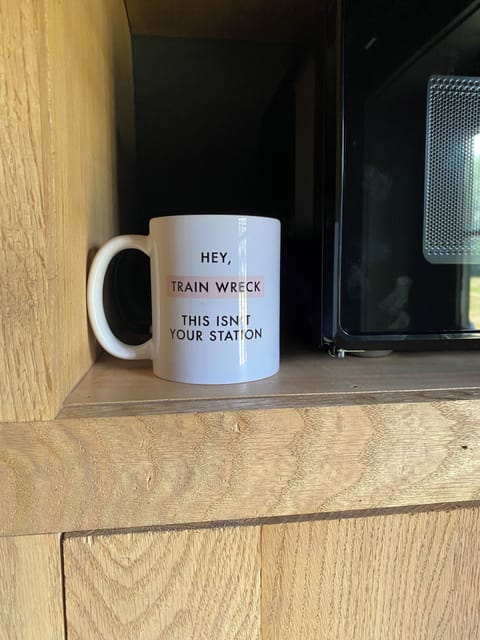 HEY,
TRAIN WRECK
THIS ISN'T
YOUR STATION